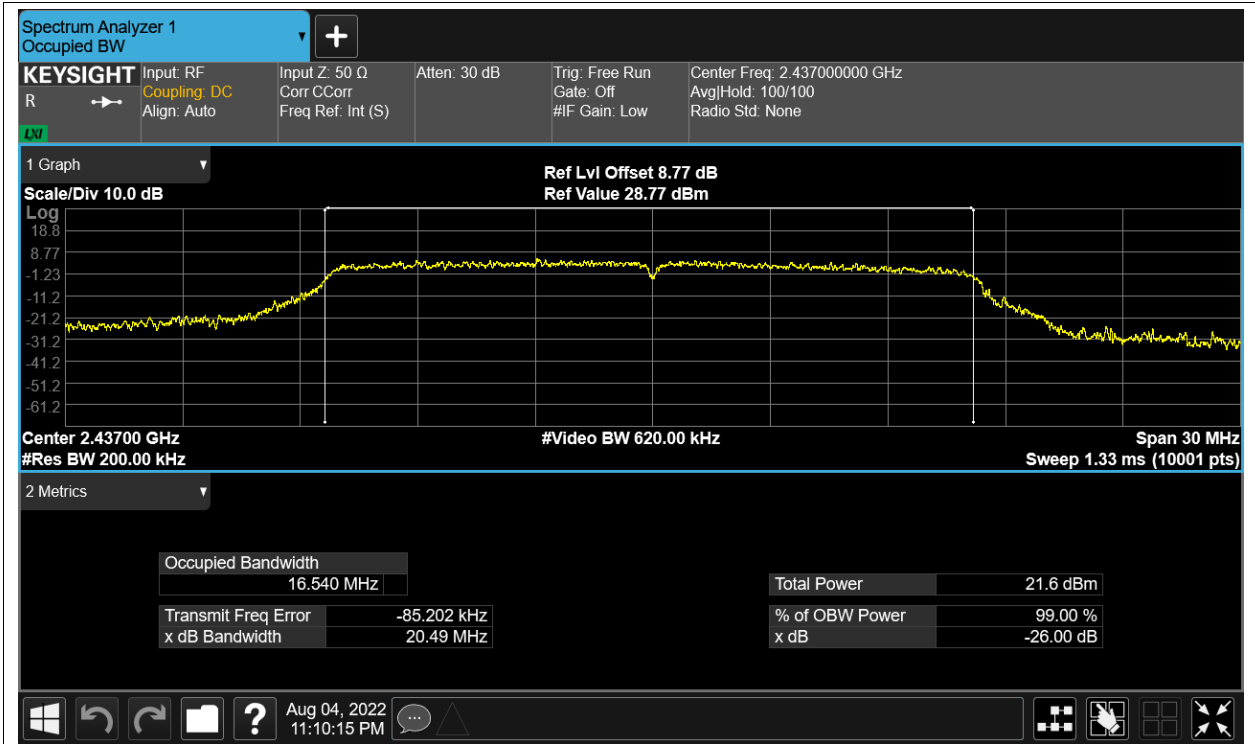 Spectrum Analyzer 1
Occupied BW
KEYSIGHT
R
LXI
Input: RF
Coupling: DC
Align: Auto
Input Z: 50 Ω
Corr CCorr
Freq Ref: Int (S)
Atten: 30 dB
Trig: Free Run
Gate: Off
#IF Gain: Low
Center Freq: 2.437000000 GHz
Avg|Hold: 100/100
Radio Std: None
1 Graph
Scale/Div 10.0 dB
Ref Lvl Offset 8.77 dB
Ref Value 28.77 dBm
Log
18.8
8.77
-1.23
-11.2
-21.2
-31.2
-41.2
-51.2
-61.2
Center 2.43700 GHz
#Video BW 620.00 kHz
Span 30 MHz
#Res BW 200.00 kHz
Sweep 1.33 ms (10001 pts)
2 Metrics
Occupied Bandwidth
16.540 MHz
Total Power 21.6 dBm
Transmit Freq Error -85.202 kHz
% of OBW Power 99.00 %
x dB Bandwidth 20.49 MHz
x dB -26.00 dB
?
Aug 04, 2022
11:10:15 PM